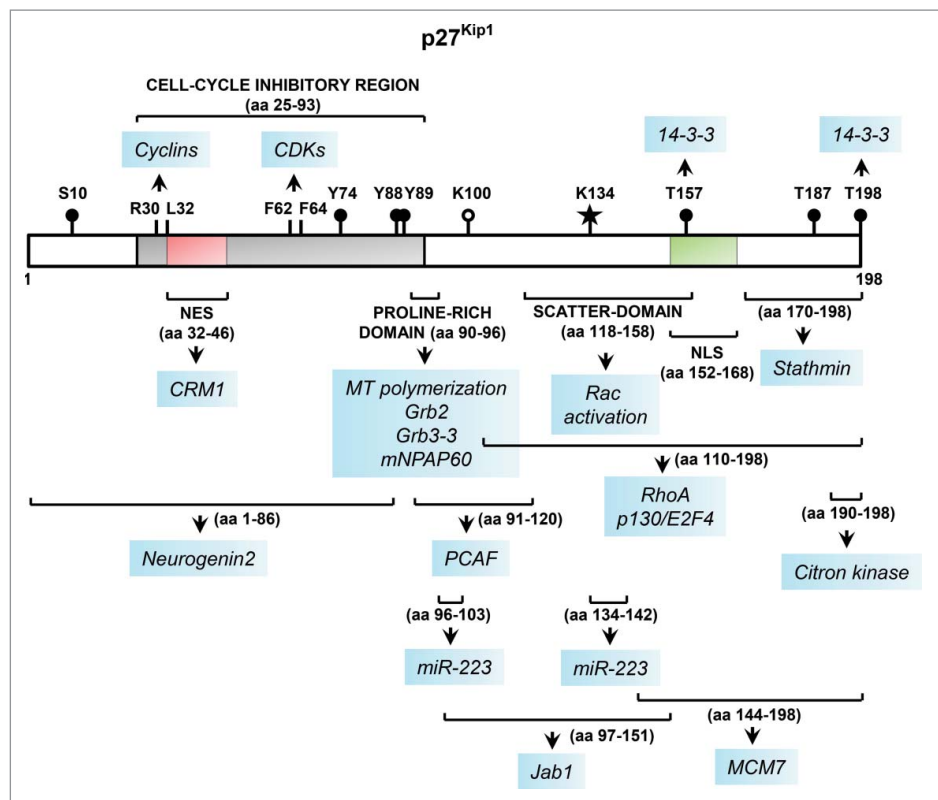 p27Kip1
CELL-CYCLE INHIBITORY REGION
(aa 25-93)
Cyclins
CDKs
14-3-3
14-3-3
S10
R30
L32
F62
F64
Y74
Y88
Y89
K100
K134
T157
T187
T198
1
198
NES
(aa 32-46)
CRM1
PROLINE-RICH
DOMAIN (aa 90-96)
MT polymerization
Grb2
Grb3-3
mNPAP60
SCATTER-DOMAIN
(aa 118-158)
Rac
activation
NLS
(aa 152-168)
(aa 170-198)
Stathmin
(aa 110-198)
RhoA
p130/E2F4
(aa 190-198)
Citron kinase
(aa 1-86)
Neurogenin2
(aa 91-120)
PCAF
(aa 96-103)
miR-223
(aa 134-142)
miR-223
(aa 97-151)
Jab1
(aa 144-198)
MCM7